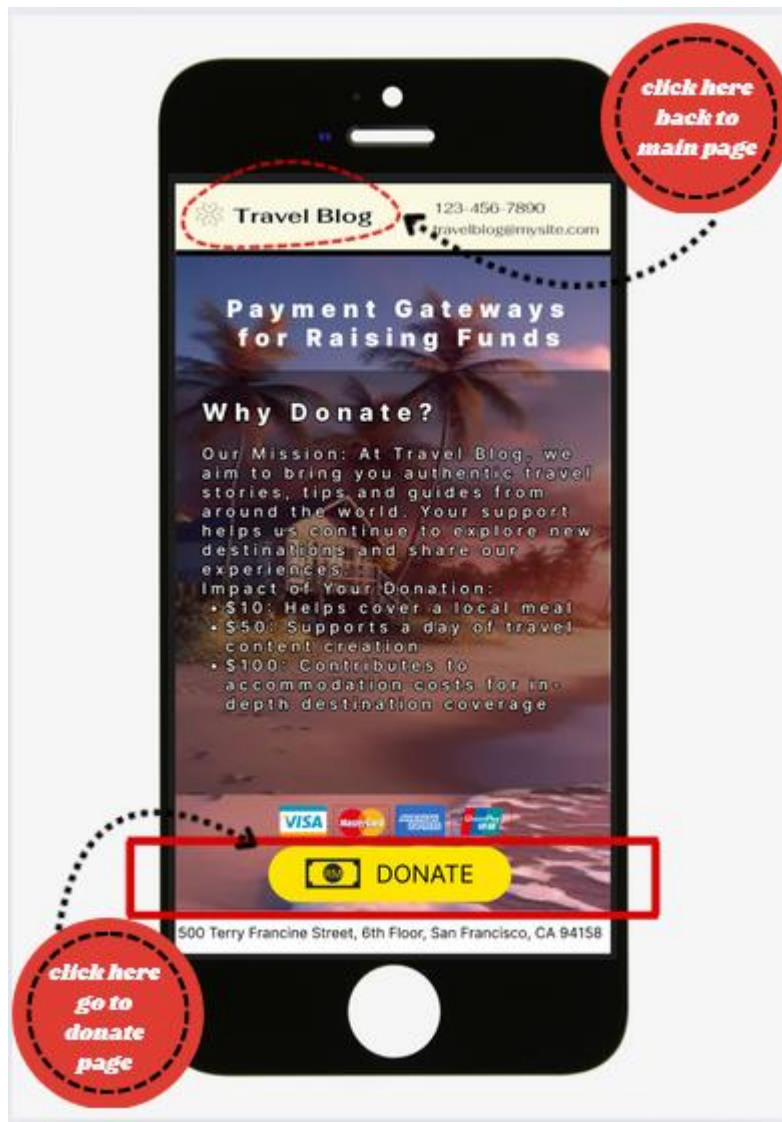 click here
back to
main page
Travel Blog
123-456-7890
travelblog@mysite.com
Payment Gateways
for Raising Funds
Why Donate?
Our Mission: At Travel Blog, we
aim to bring you authentic travel
stories, tips and guides from
around the world. Your support
helps us continue to explore new
destinations and share our
experiences.
Impact of Your Donation:
• $10: Helps cover a local meal
• $50: Supports a day of travel
content creation
• $100: Contributes to
accommodation costs for in-
depth destination coverage
VISA MasterCard AMERICAN EXPRESS UnionPay
DONATE
500 Terry Francine Street, 6th Floor, San Francisco, CA 94158
click here
go to
donate
page